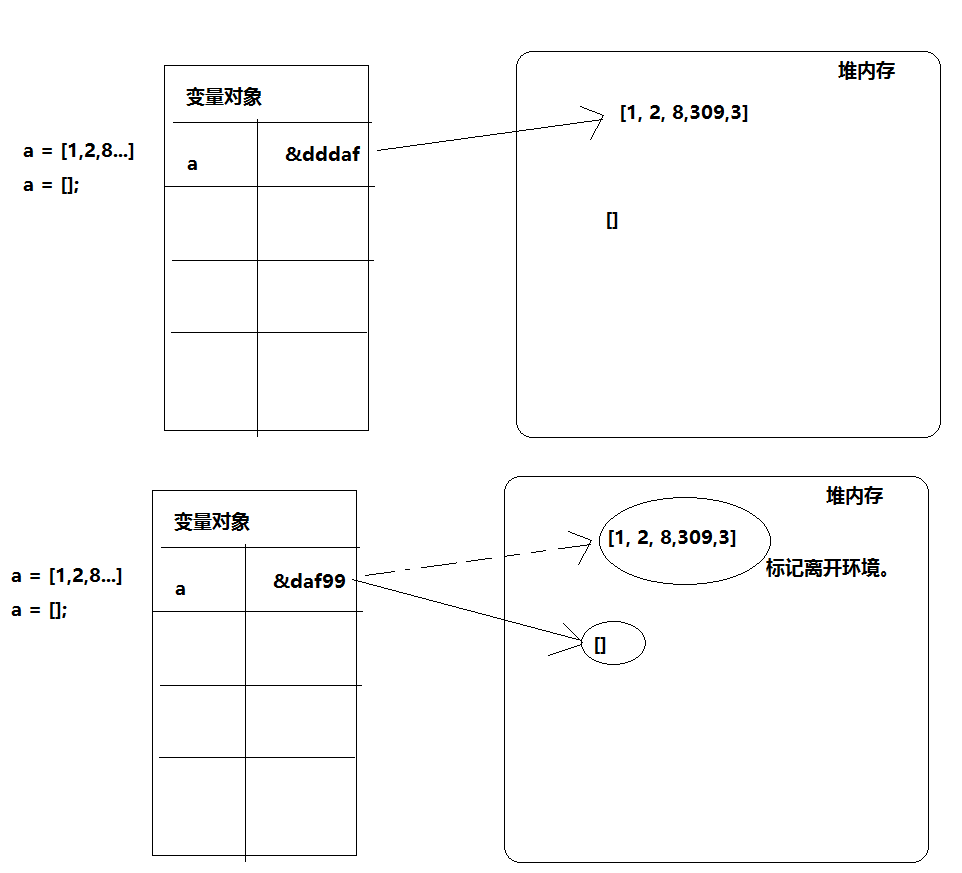 堆内存
变量对象
[1, 2, 8,309,3]
a = [1,2,8...]
a
&dddaf
a = [];
[]
堆内存
变量对象
[1, 2, 8,309,3]
标记离开环境。
a = [1,2,8...]
a
&daf99
a = [];
[]